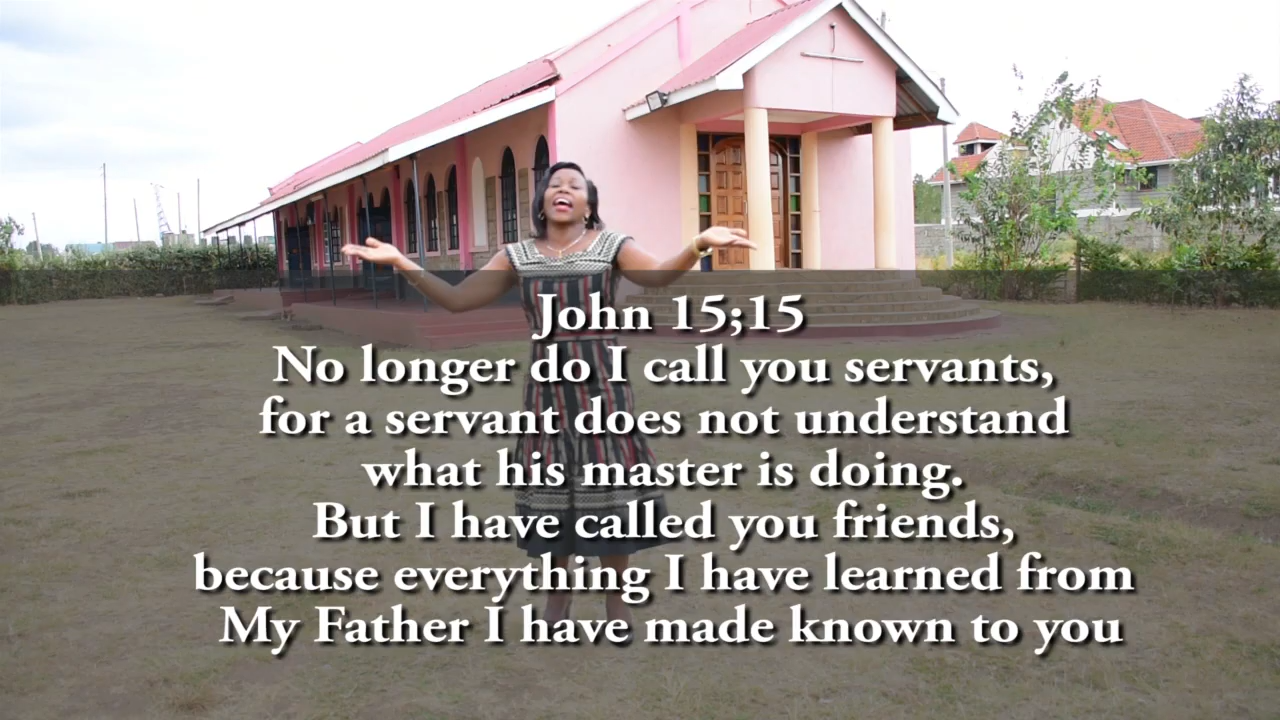 John 15;15
No longer do I call you servants,
for a servant does not understand
what his master is doing.
But I have called you friends,
because everything I have learned from
My Father I have made known to you